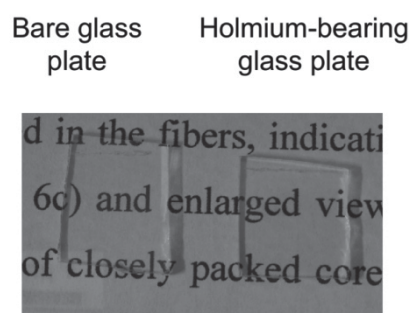 Bare glass plate
Holmium-bearing glass plate
d in the fibers, indicati
6c) and enlarged view
of closely packed core